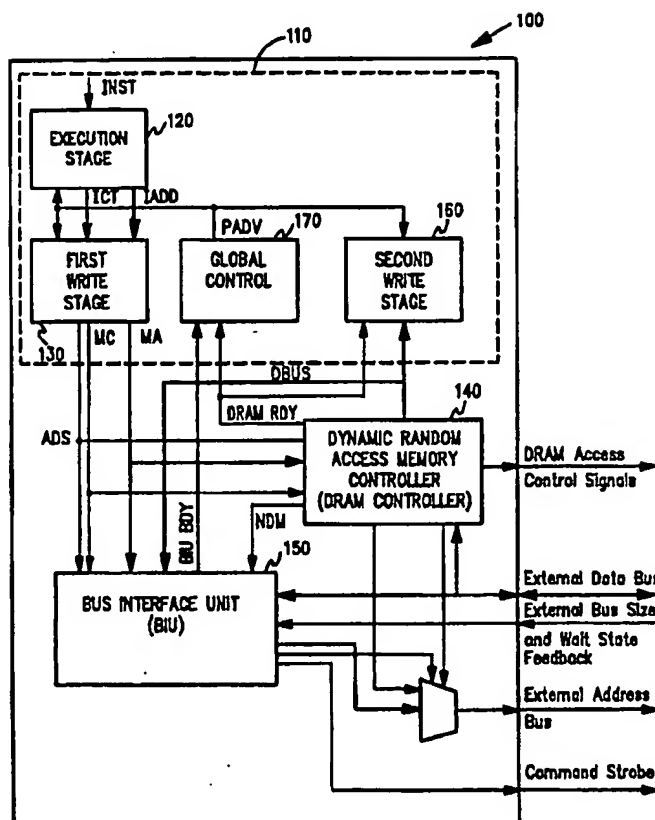 100
110
INST
120
EXECUTION
STAGE
ICT
IADD
PADV
170
160
FIRST
WRITE
STAGE
GLOBAL
CONTROL
SECOND
WRITE
STAGE
130
MC
MA
DBUS
DRAM RDY
140
ADS
DYNAMIC RANDOM
ACCESS MEMORY
CONTROLLER
(DRAM CONTROLLER)
DRAM Access
Control Signals
BIU RDY
NDM
150
BUS INTERFACE UNIT
(BIU)
External Data Bus
External Bus Size
and Wait State
Feedback
External Address
Bus
Command Strobe